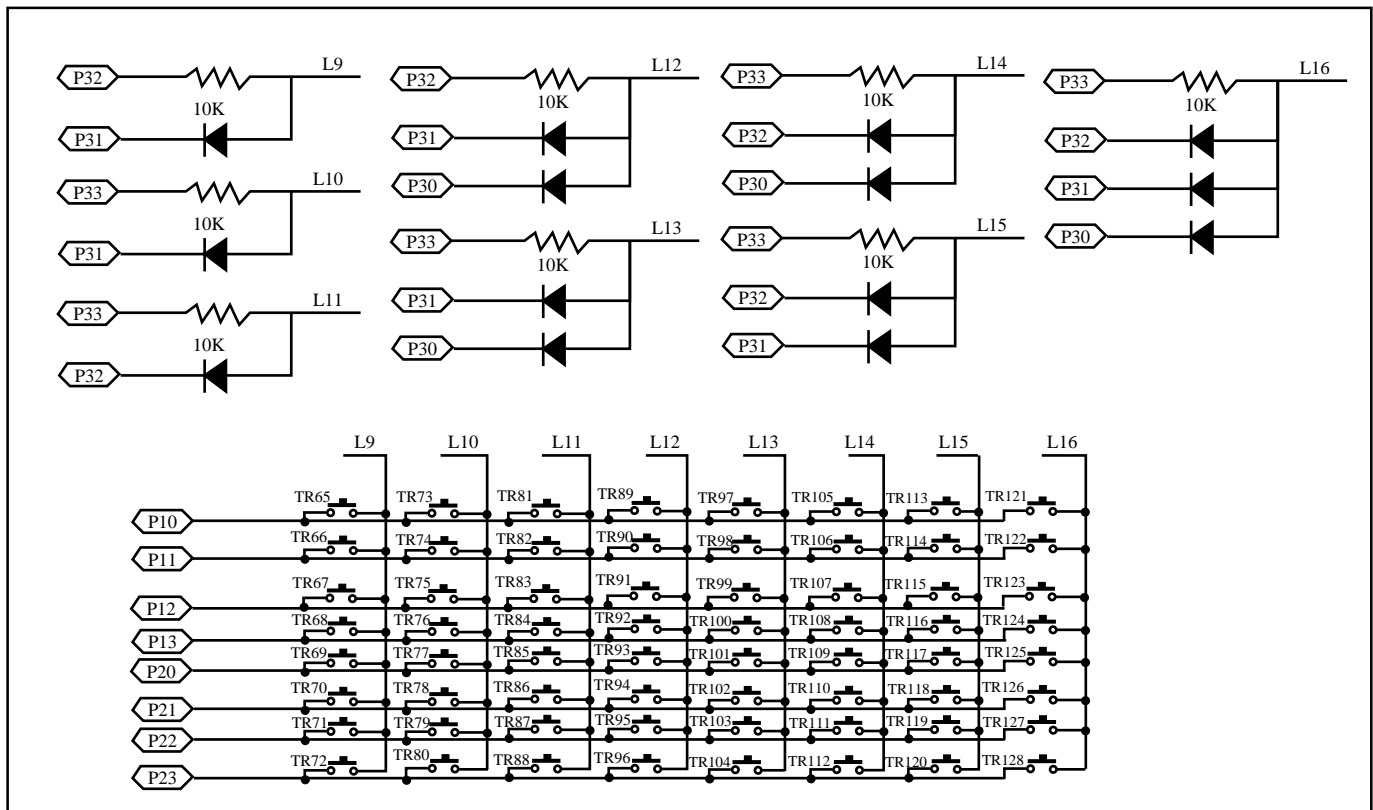 P32 L9
10K
P31
P33 L10
10K
P31
P33 L11
10K
P32
P32 L12
10K
P31
P30
P33 L13
10K
P31
P30
P33 L14
10K
P32
P30
P33 L15
10K
P32
P31
P33 L16
10K
P32
P31
P30
L9 L10 L11 L12 L13 L14 L15 L16
TR65 TR73 TR81 TR89 TR97 TR105 TR113 TR121
P10
TR66 TR74 TR82 TR90 TR98 TR106 TR114 TR122
P11
TR67 TR75 TR83 TR91 TR99 TR107 TR115 TR123
P12
TR68 TR76 TR84 TR92 TR100 TR108 TR116 TR124
P13
TR69 TR77 TR85 TR93 TR101 TR109 TR117 TR125
P20
TR70 TR78 TR86 TR94 TR102 TR110 TR118 TR126
P21
TR71 TR79 TR87 TR95 TR103 TR111 TR119 TR127
P22
TR72 TR80 TR88 TR96 TR104 TR112 TR120 TR128
P23